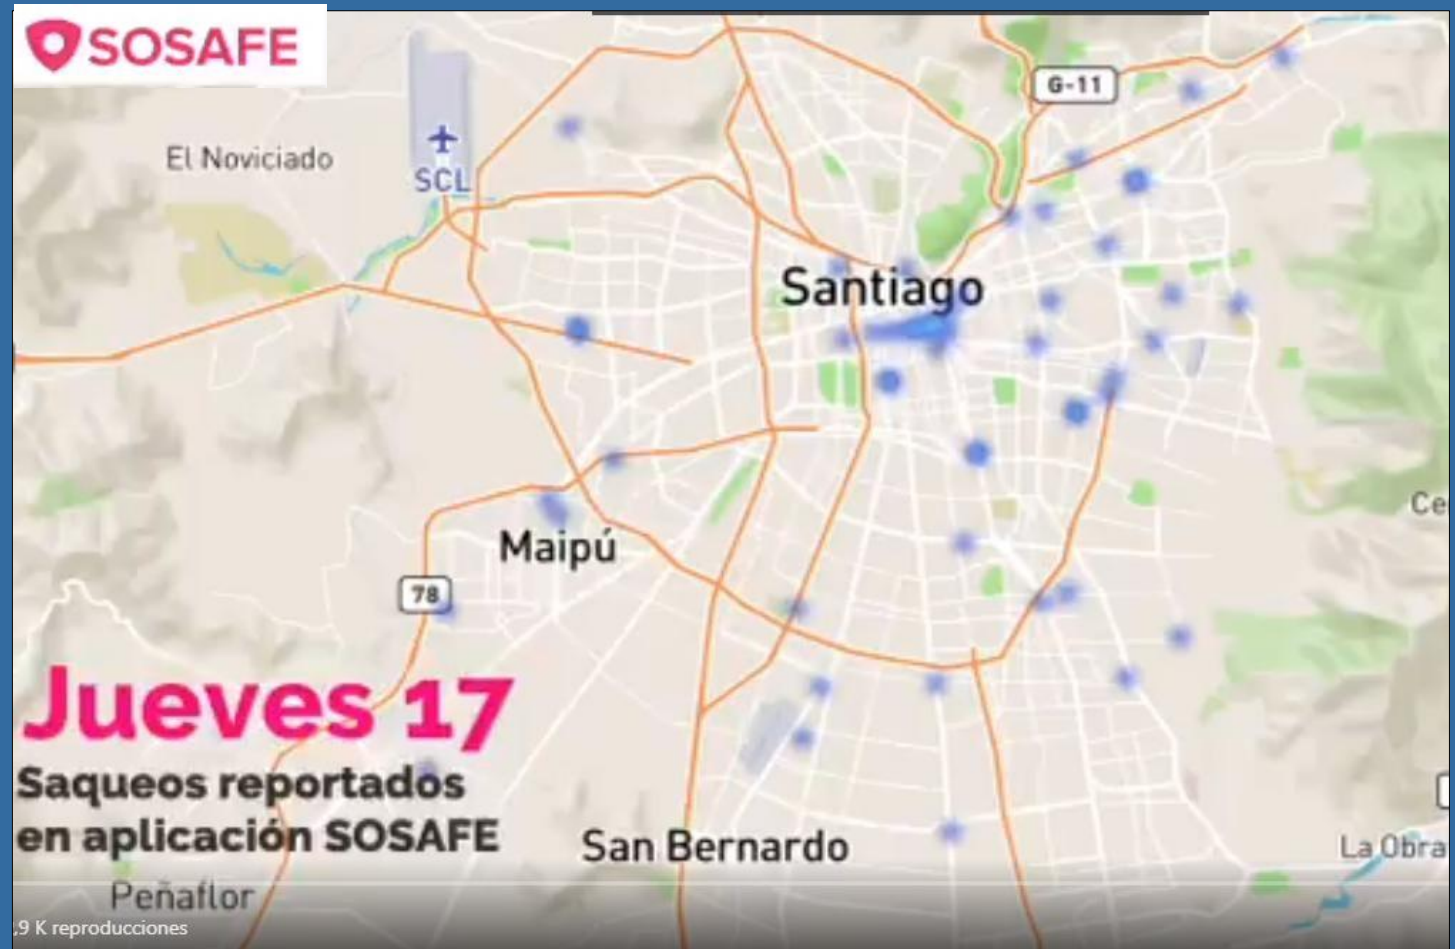 SOSAFE
G-11
El Noviciado
SCL
Santiago
Maipú
78
Jueves 17
Saqueos reportados
en aplicación SOSAFE
San Bernardo
La Obra
Peñaflor
,9 K reproducciones